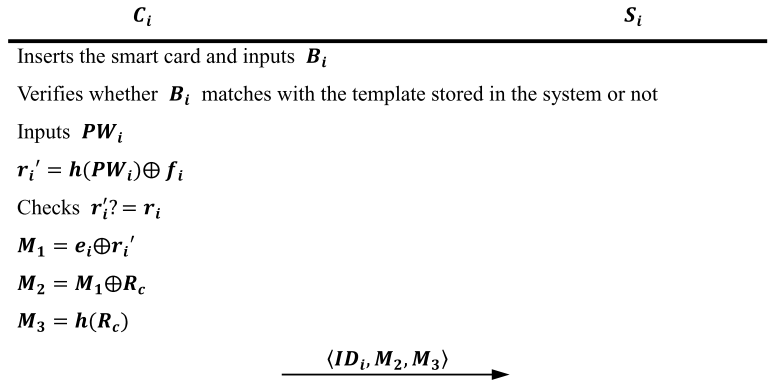 C_i S_i
Inserts the smart card and inputs B_i
Verifies whether B_i matches with the template stored in the system or not
Inputs PW_i
r_i′ = h(PW_i)⊕ f_i
Checks r_i′? = r_i
M_1 = e_i⊕r_i′
M_2 = M_1⊕R_c
M_3 = h(R_c)
⟨ID_i, M_2, M_3⟩